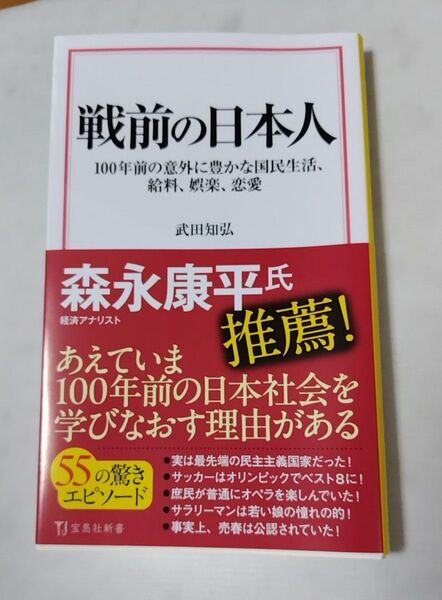 戦前の日本人
100年前の意外に豊かな国民生活、
給料、娯楽、恋愛
武田知弘
森永康平氏
経済アナリスト
推薦!
あえていま
100年前の日本社会を
学びなおす理由がある
55の驚き
エピソード
●実は最先端の民主主義国家だった!
●サッカーはオリンピックでベスト8に!
●庶民が普通にオペラを楽しんでいた!
●サラリーマンは若い娘の憧れの的!
●事実上、売春は公認されていた!
TJ 宝島社新書